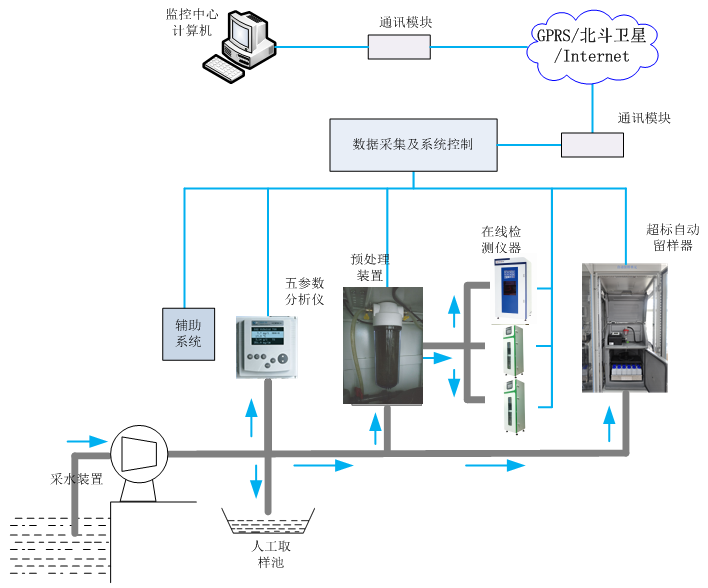 监控中心
计算机
通讯模块
GPRS/北斗卫星
/Internet
通讯模块
数据采集及系统控制
超标自动
留样器
在线检
测仪器
预处理
装置
五参数
分析仪
辅助
系统
采水装置
人工取
样池